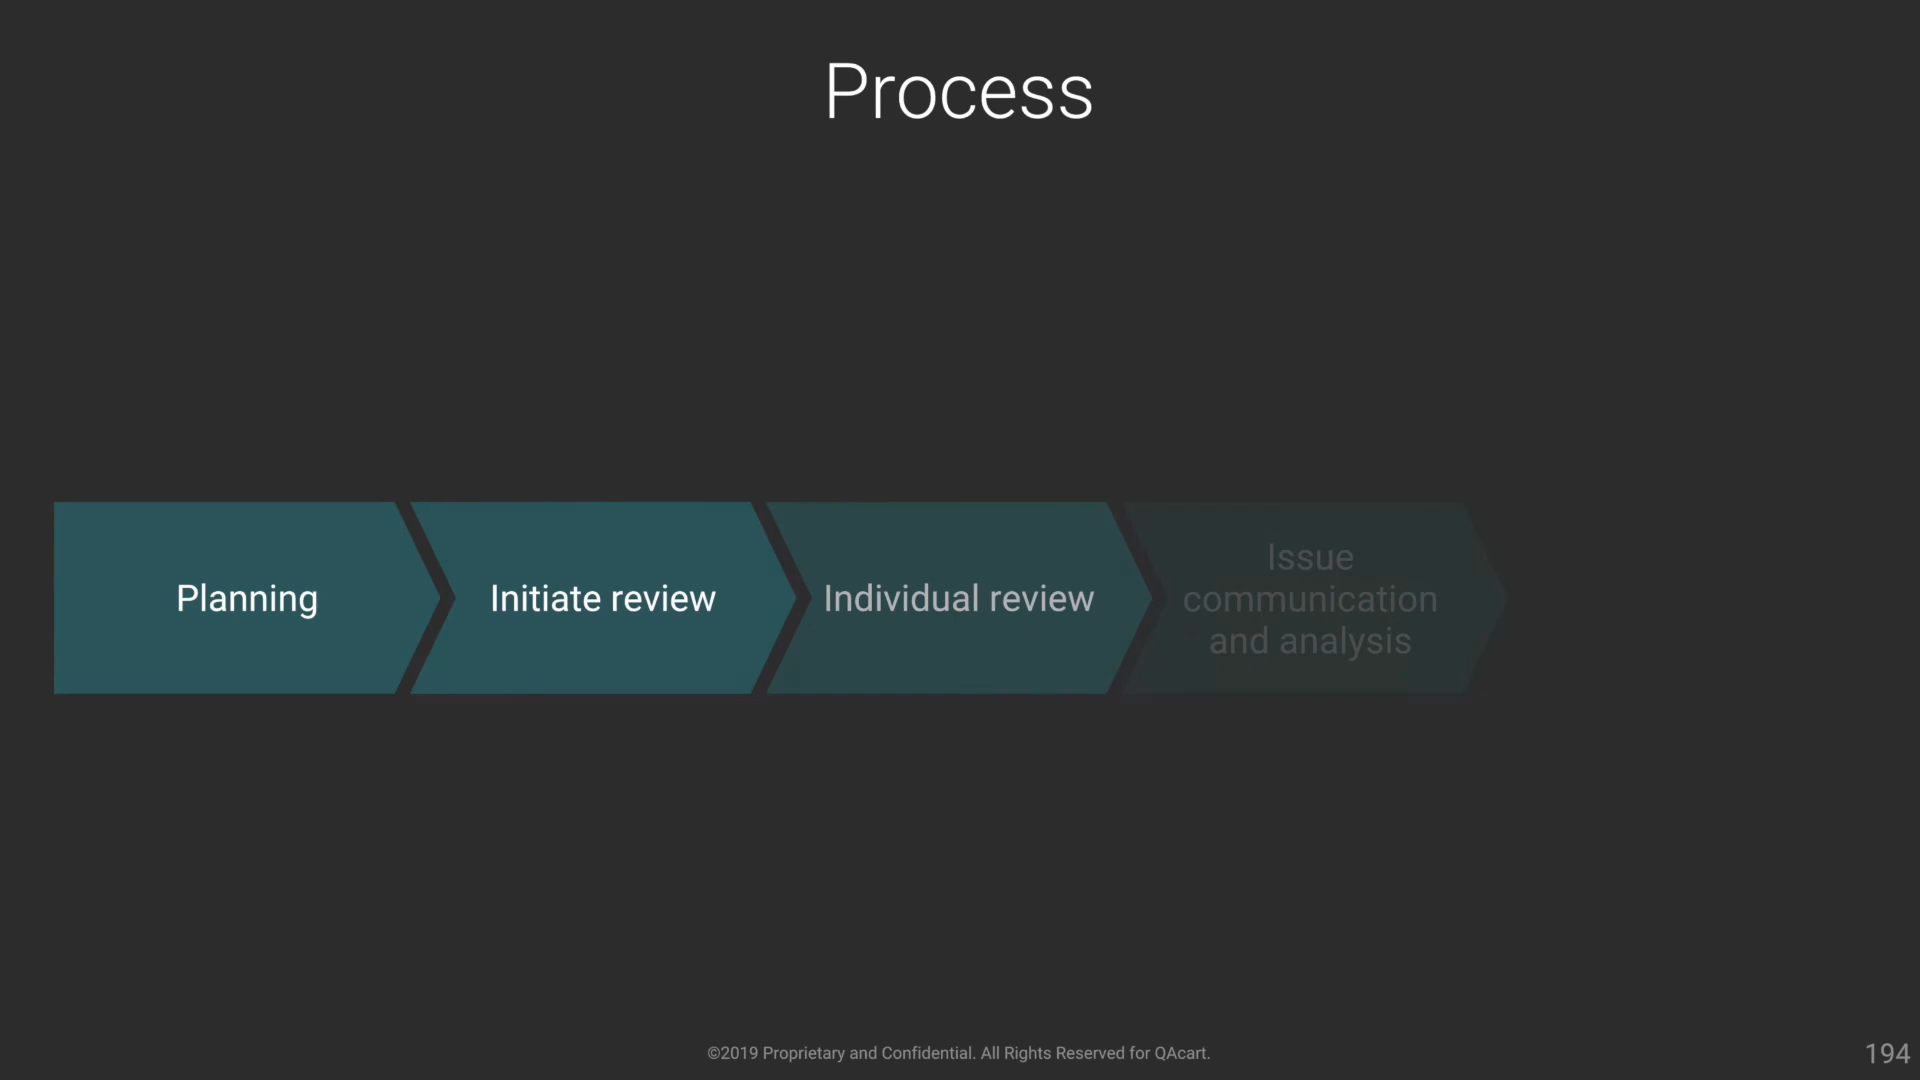 Process
Planning
Initiate review
Individual review
Issue
communication
and analysis
©2019 Proprietary and Confidential. All Rights Reserved for QAcart.
194